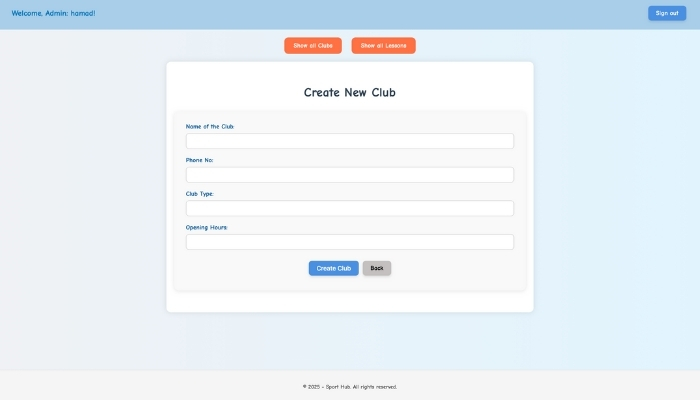 Welcome, Admin: hamad!
Sign out
Show all Clubs
Show all Lessons
Create New Club
Name of the Club:
Phone No:
Club Type:
Opening Hours:
Create Club
Back
© 2025 - Sport Hub. All rights reserved.